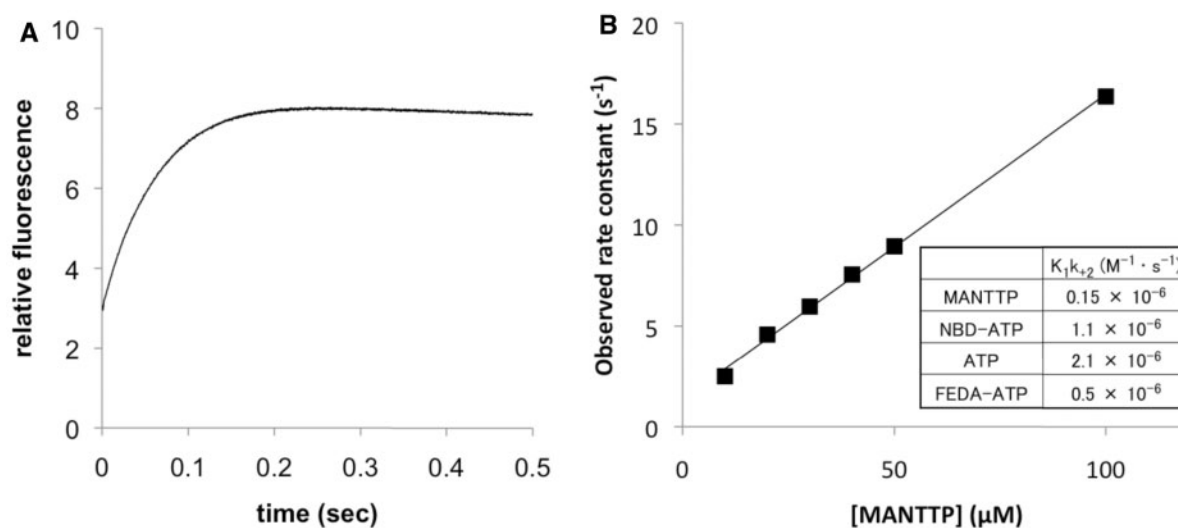 A
10
8
6
4
2
0
relative fluorescence
0 0.1 0.2 0.3 0.4 0.5
time (sec)
B
20
15
10
5
0
Observed rate constant (s⁻¹)
0 50 100
[MANTTP] (μM)
K₁k₊₂ (M⁻¹・s⁻¹)
MANTTP 0.15 × 10⁻⁶
NBD-ATP 1.1 × 10⁻⁶
ATP 2.1 × 10⁻⁶
FEDA-ATP 0.5 × 10⁻⁶